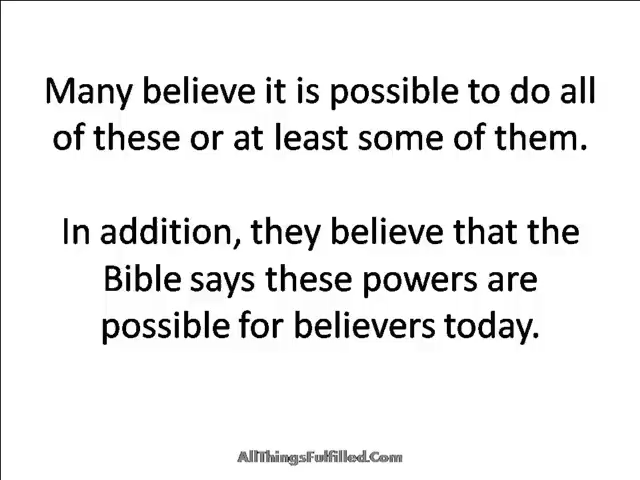 Many believe it is possible to do all
of these or at least some of them.
In addition, they believe that the
Bible says these powers are
possible for believers today.
AllThingsFulfilled.Com